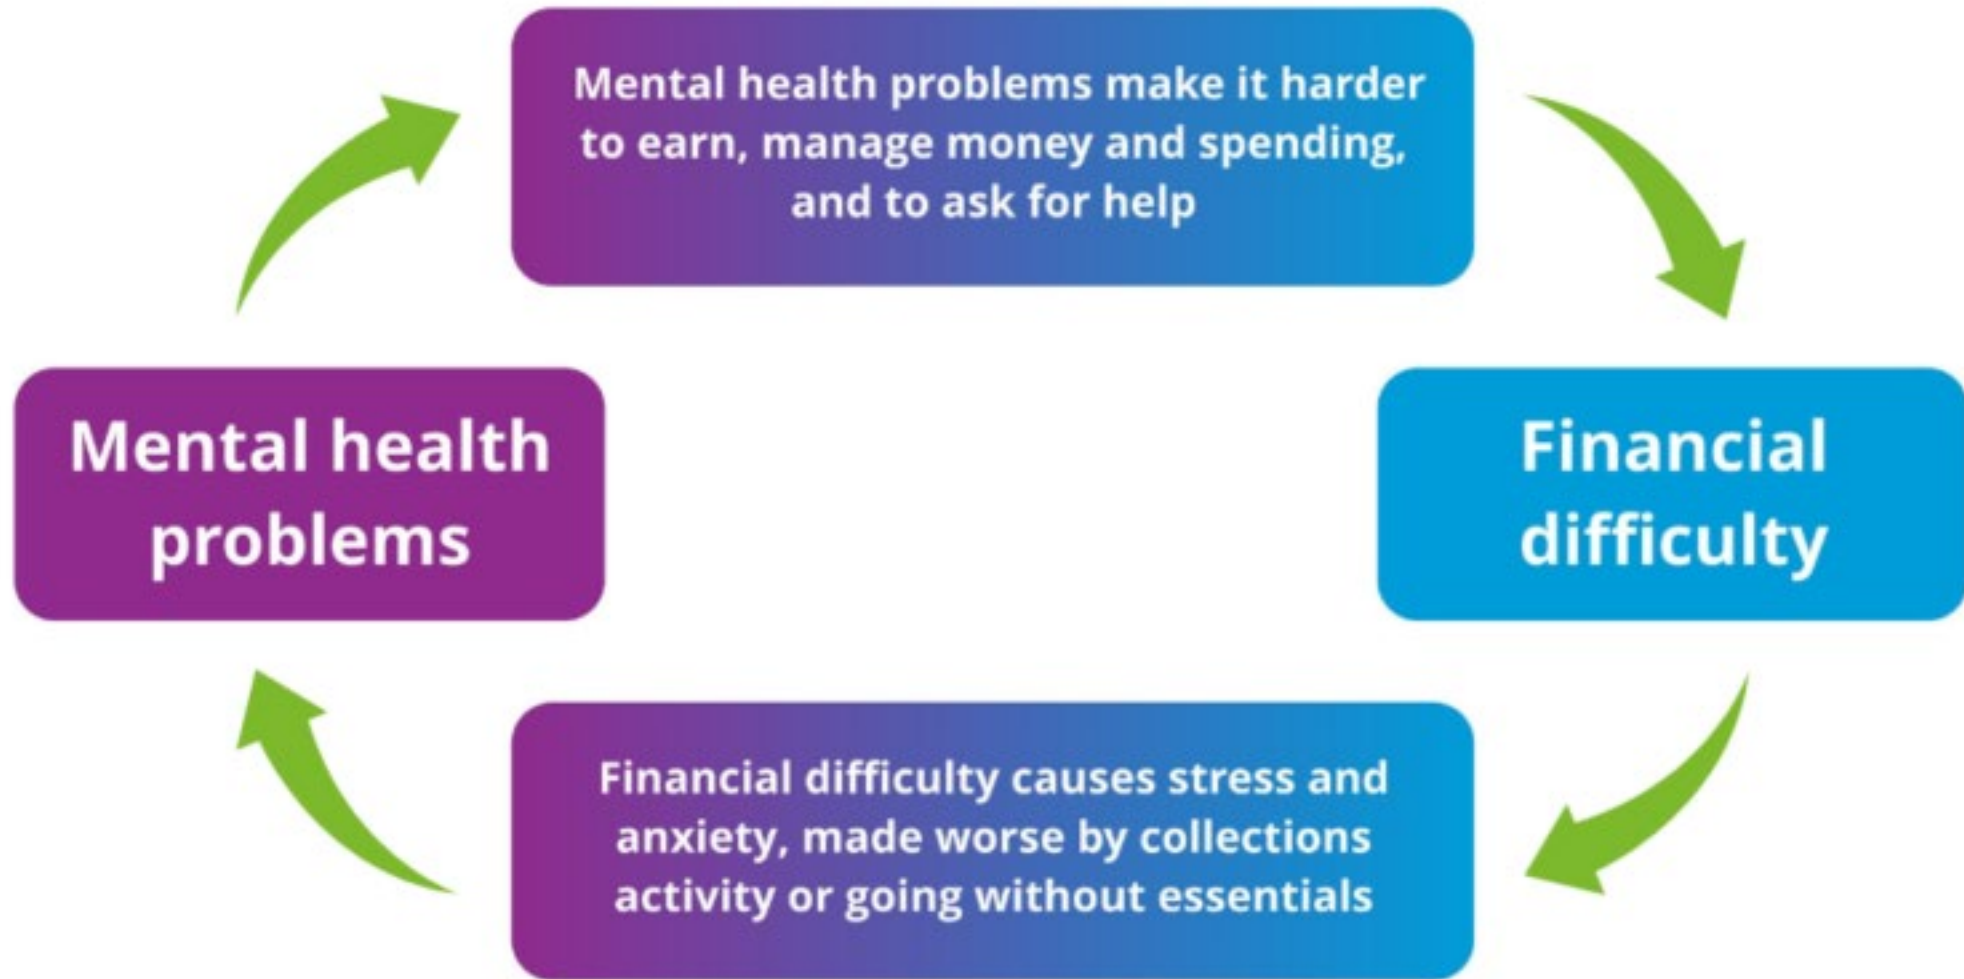 Mental health problems make it harder
to earn, manage money and spending,
and to ask for help
Mental health
problems
Financial
difficulty
Financial difficulty causes stress and
anxiety, made worse by collections
activity or going without essentials